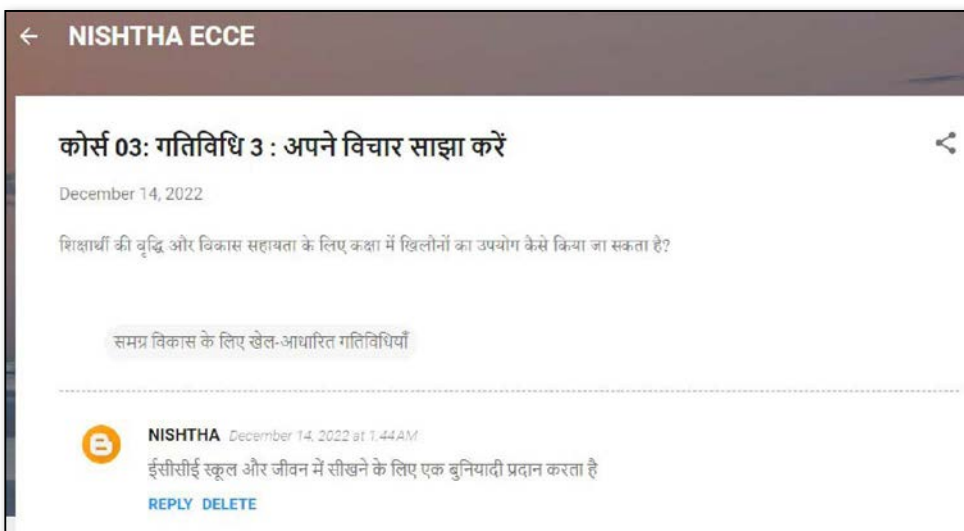 NISHTHA ECCE
कोर्स 03: गतिविधि 3 : अपने विचार साझा करें
December 14, 2022
शिक्षार्थी की वृद्धि और विकास सहायता के लिए कक्षा में खिलौनों का उपयोग कैसे किया जा सकता है?
समग्र विकास के लिए खेल-आधारित गतिविधियाँ
NISHTHA December 14, 2022 at 1:44 AM
ईसीसीई स्कूल और जीवन में सीखने के लिए एक बुनियादी प्रदान करता है
REPLY DELETE